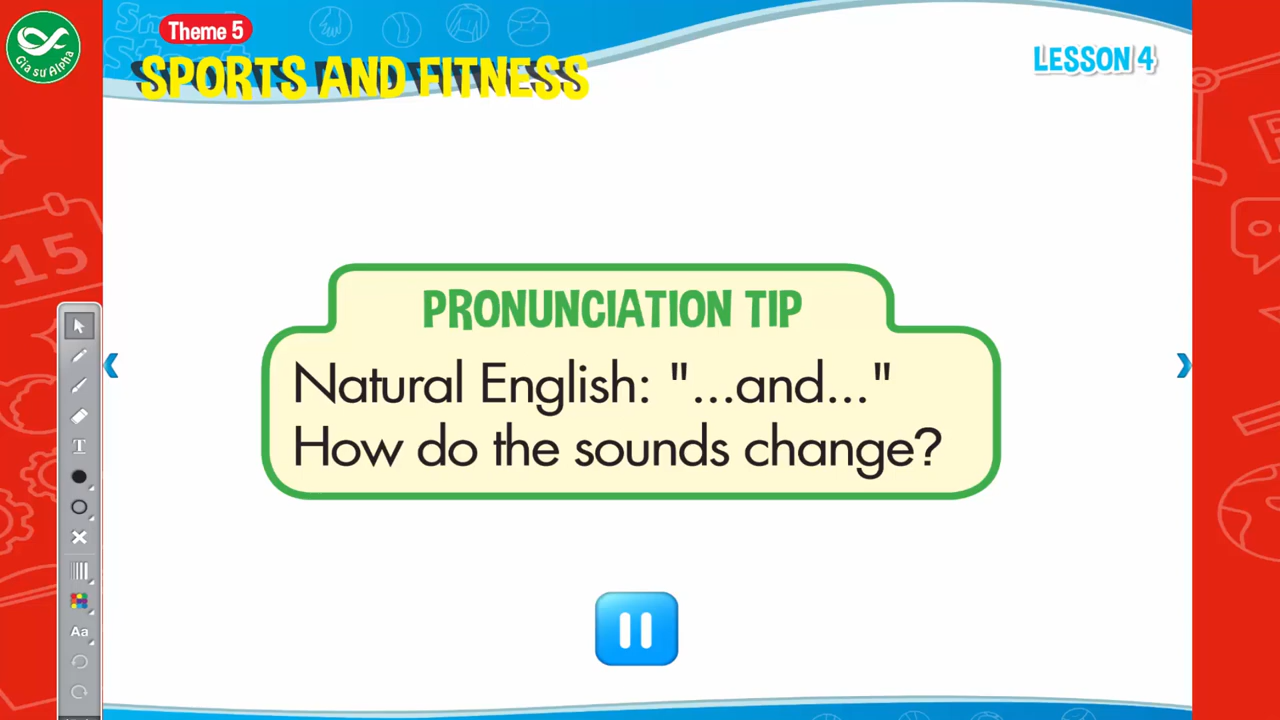 Gia sư Alpha
Theme 5
SPORTS AND FITNESS
LESSON 4
15
PRONUNCIATION TIP
Natural English: "...and..."
How do the sounds change?
T
Aa